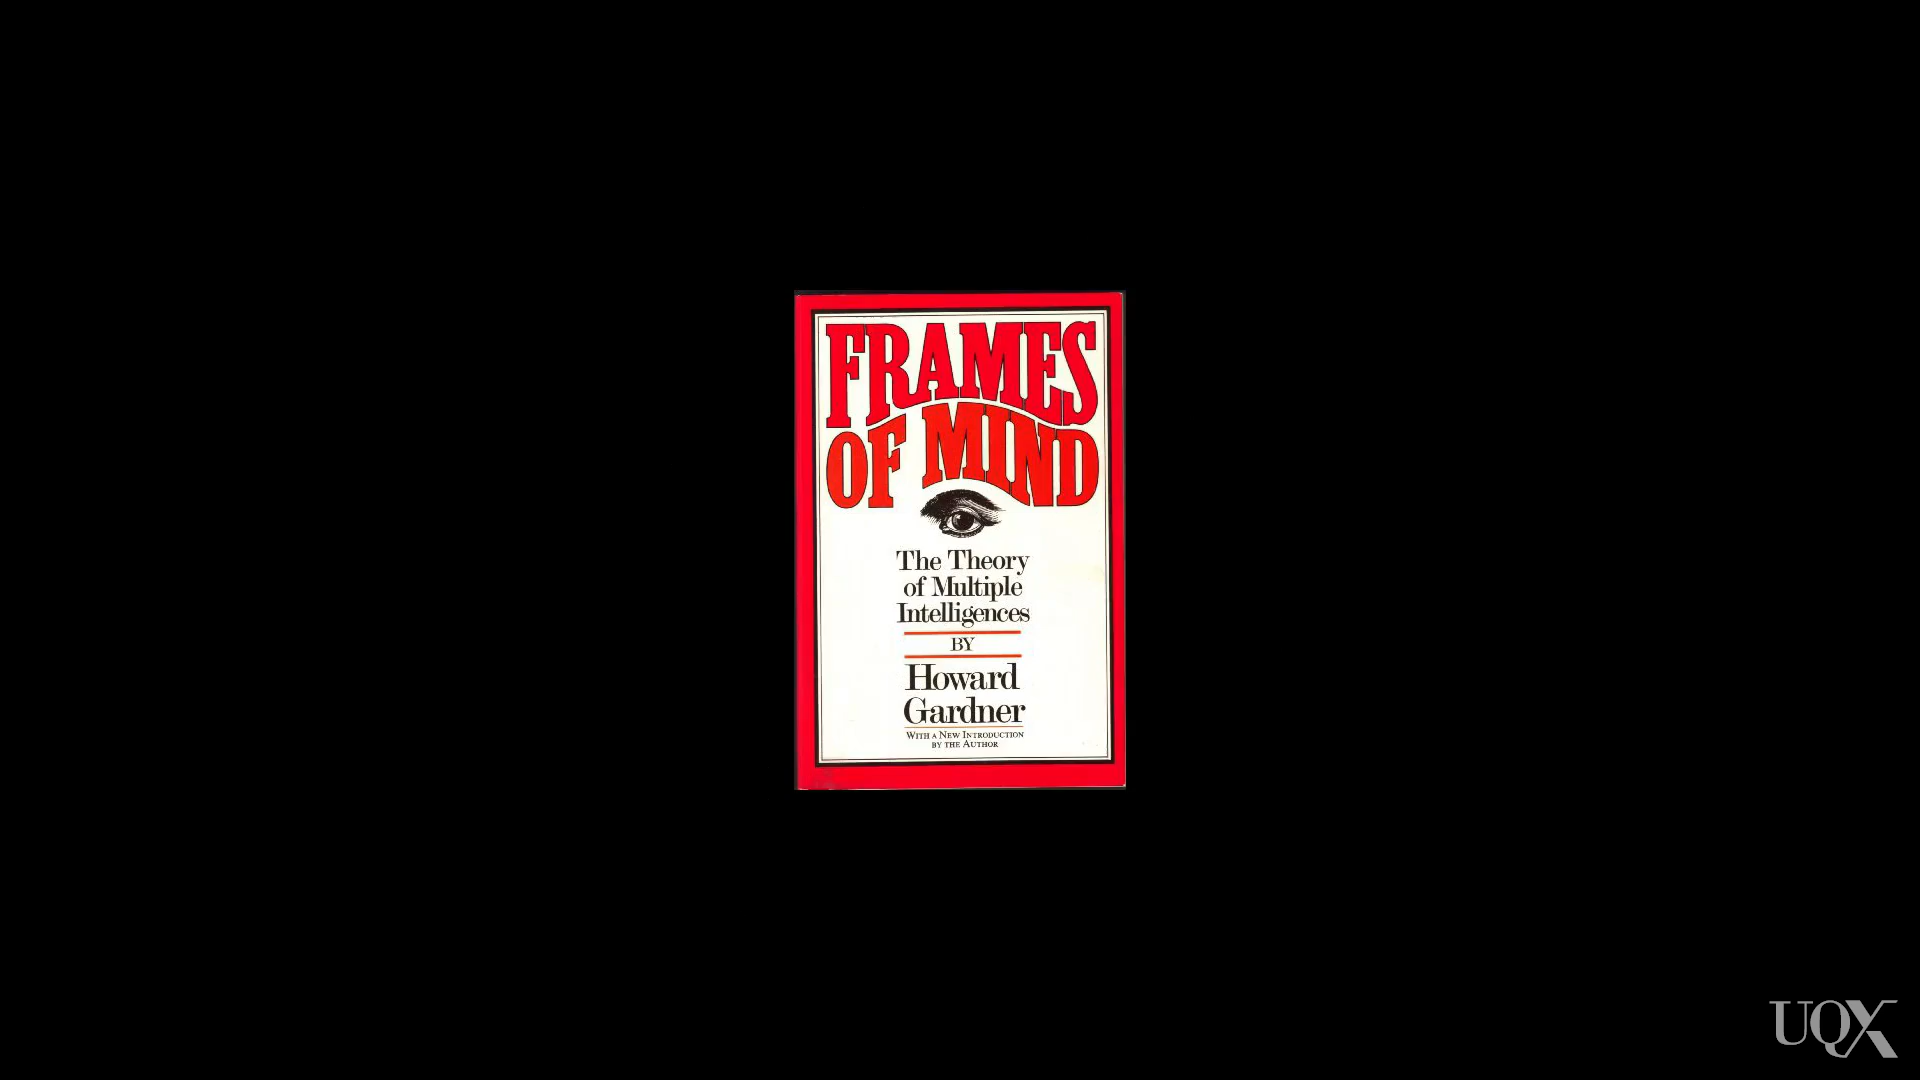 FRAMES
OF MIND
The Theory
of Multiple
Intelligences
BY
Howard
Gardner
WITH A NEW INTRODUCTION
BY THE AUTHOR
UQX